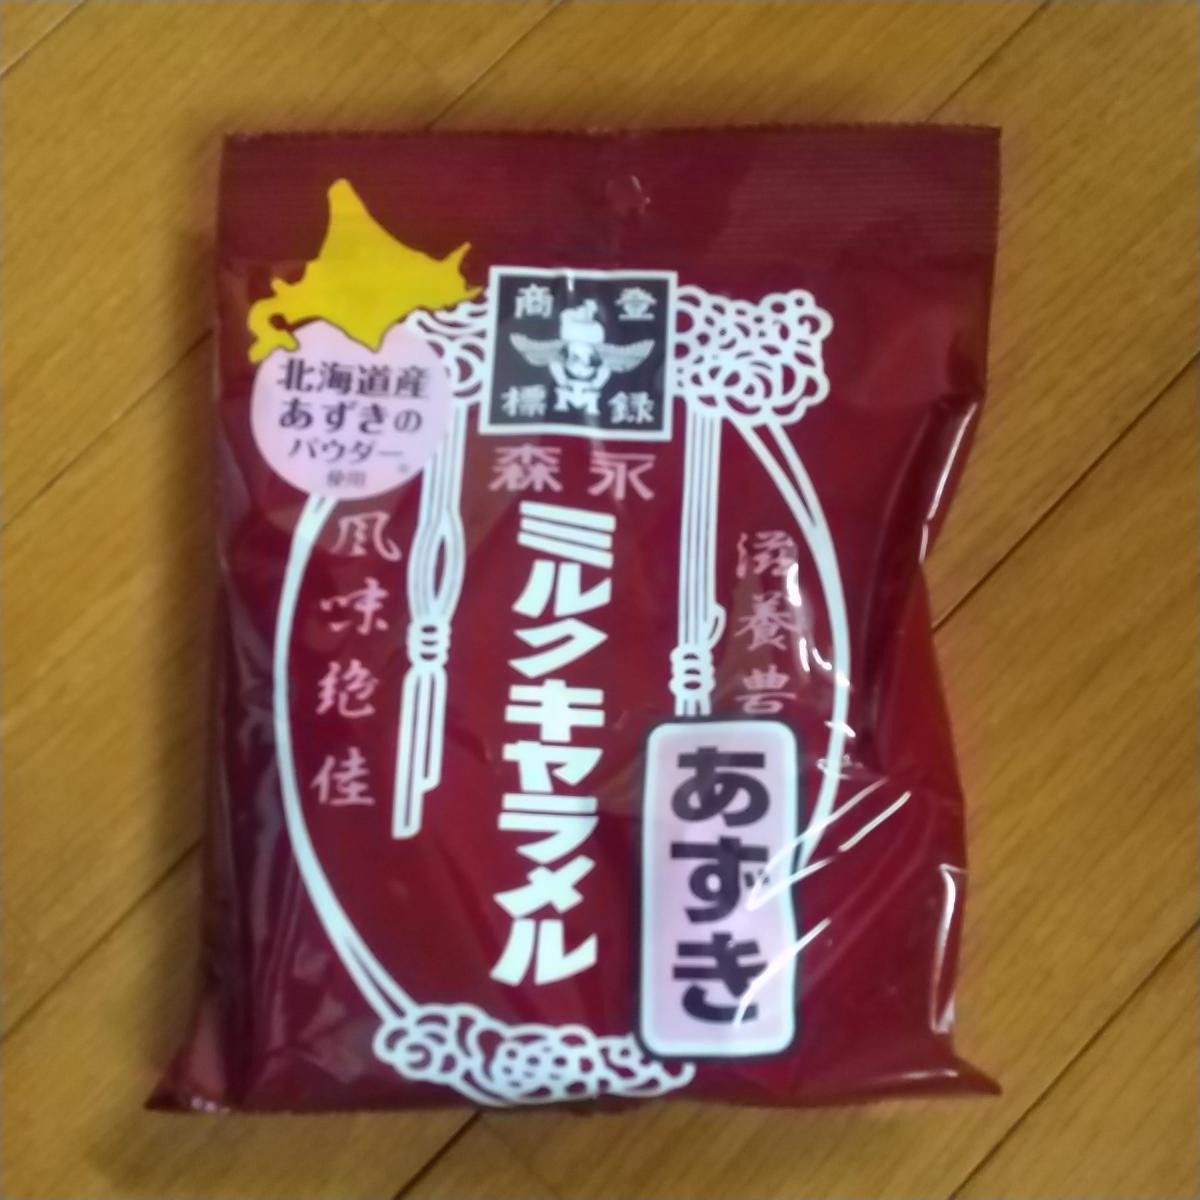 商 登
標 録
森永
ミルクキャラメル
北海道産
あずきの
パウダー
使用
滋養豊
風味絶佳
あずき